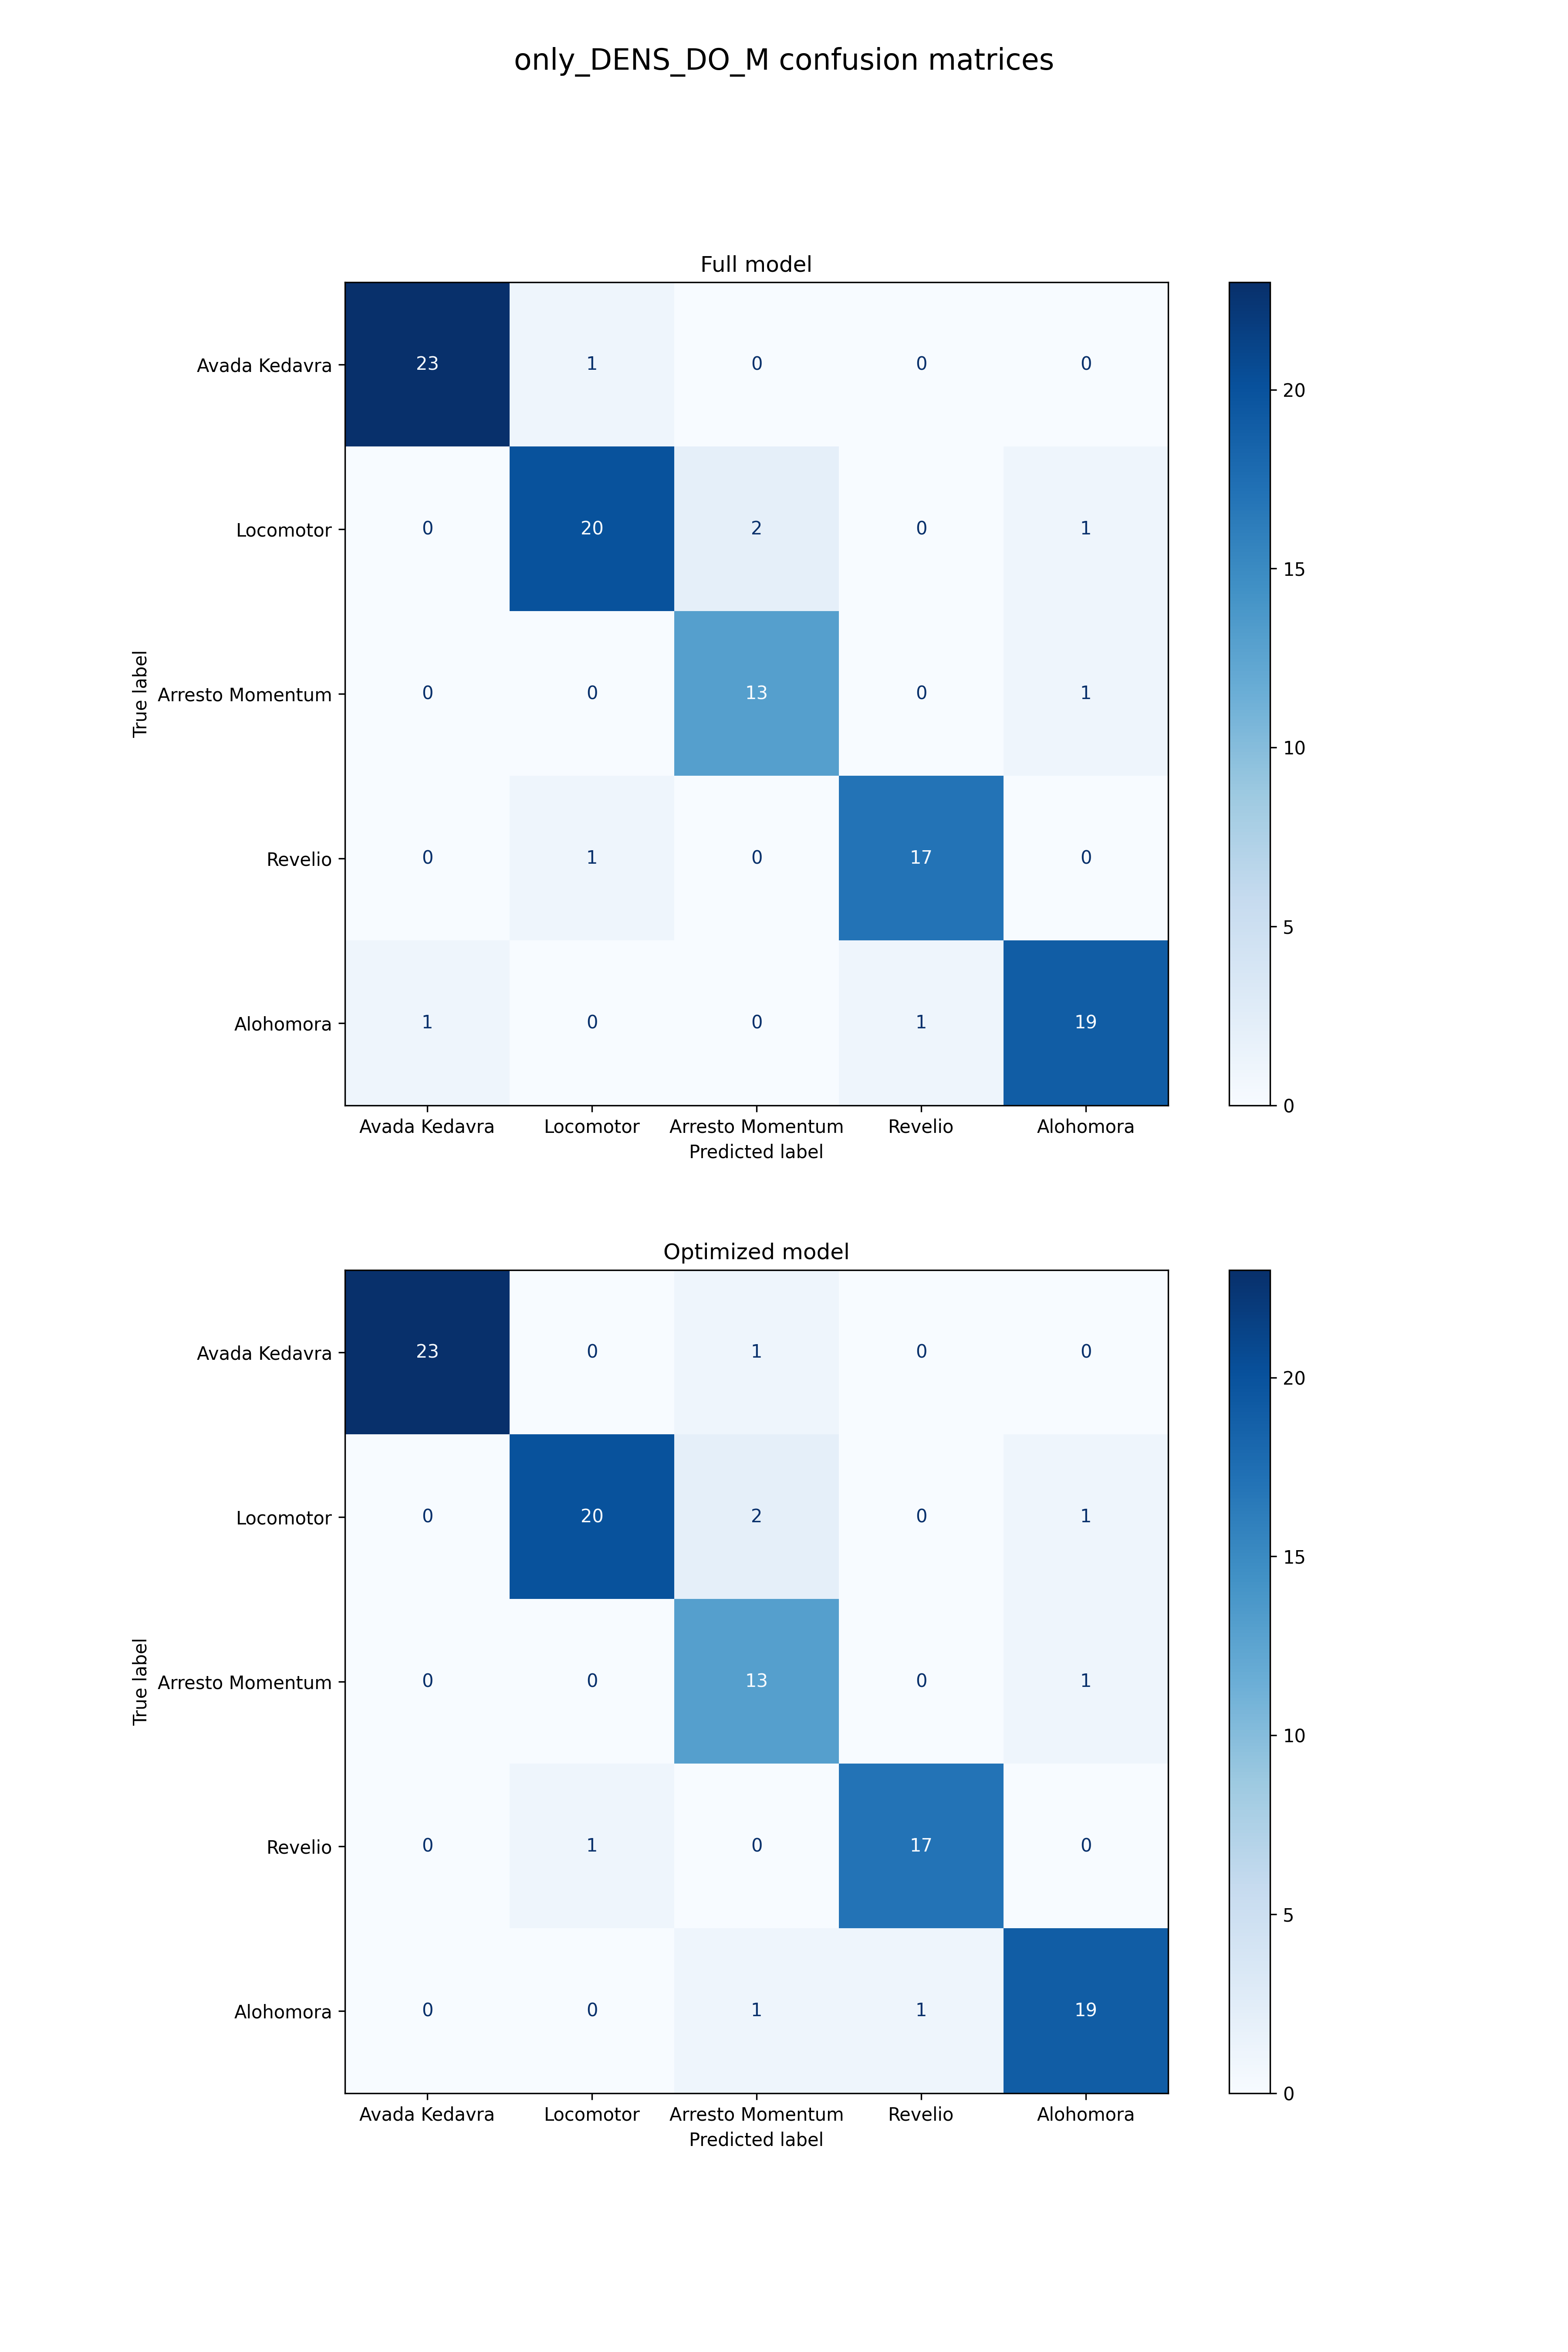 only_DENS_DO_M confusion matrices
Full model
True label
Avada Kedavra 23 1 0 0 0
Locomotor 0 20 2 0 1
Arresto Momentum 0 0 13 0 1
Revelio 0 1 0 17 0
Alohomora 1 0 0 1 19
Avada Kedavra Locomotor Arresto Momentum Revelio Alohomora
Predicted label
20
15
10
5
0
Optimized model
True label
Avada Kedavra 23 0 1 0 0
Locomotor 0 20 2 0 1
Arresto Momentum 0 0 13 0 1
Revelio 0 1 0 17 0
Alohomora 0 0 1 1 19
Avada Kedavra Locomotor Arresto Momentum Revelio Alohomora
Predicted label
20
15
10
5
0